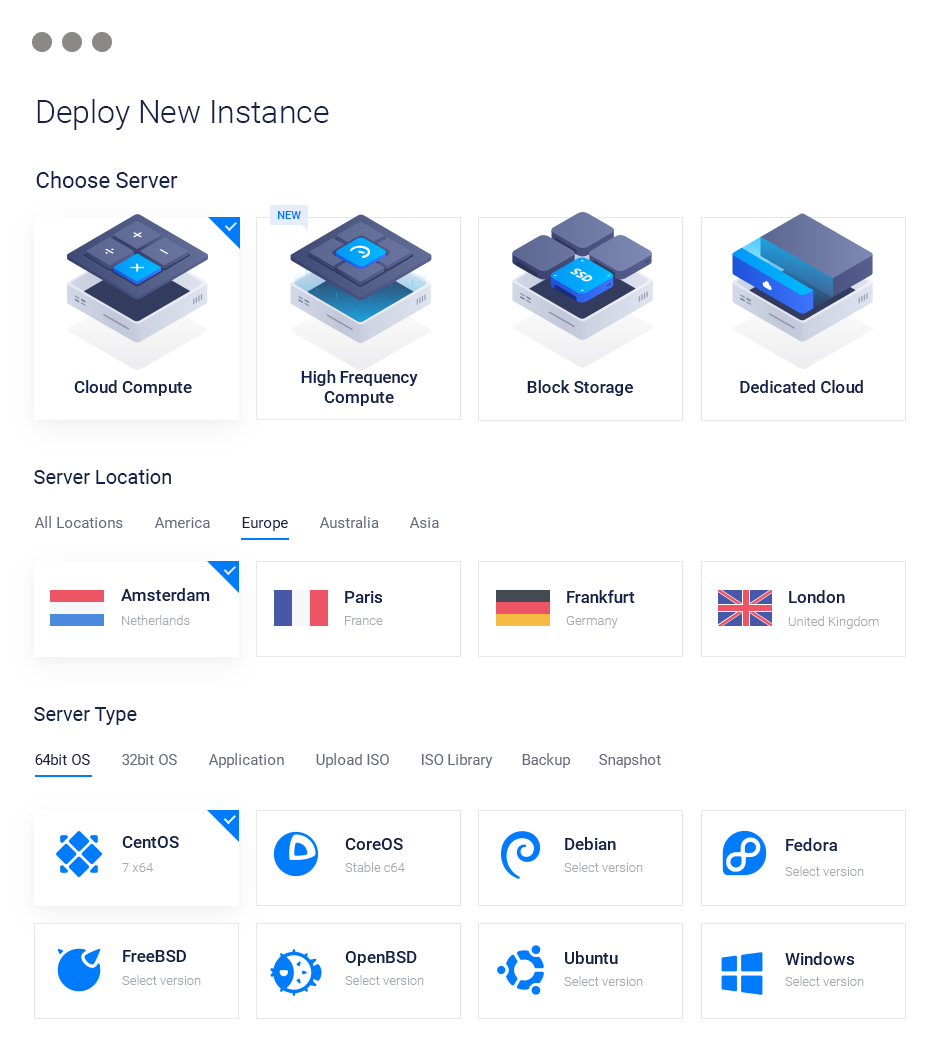 Deploy New Instance
Choose Server
NEW
SSD
Cloud Compute
High Frequency
Compute
Block Storage
Dedicated Cloud
Server Location
All Locations America Europe Australia Asia
Amsterdam
Netherlands
Paris
France
Frankfurt
Germany
London
United Kingdom
Server Type
64bit OS 32bit OS Application Upload ISO ISO Library Backup Snapshot
CentOS
7 x64
CoreOS
Stable c64
Debian
Select version
Fedora
Select version
FreeBSD
Select version
OpenBSD
Select version
Ubuntu
Select version
Windows
Select version